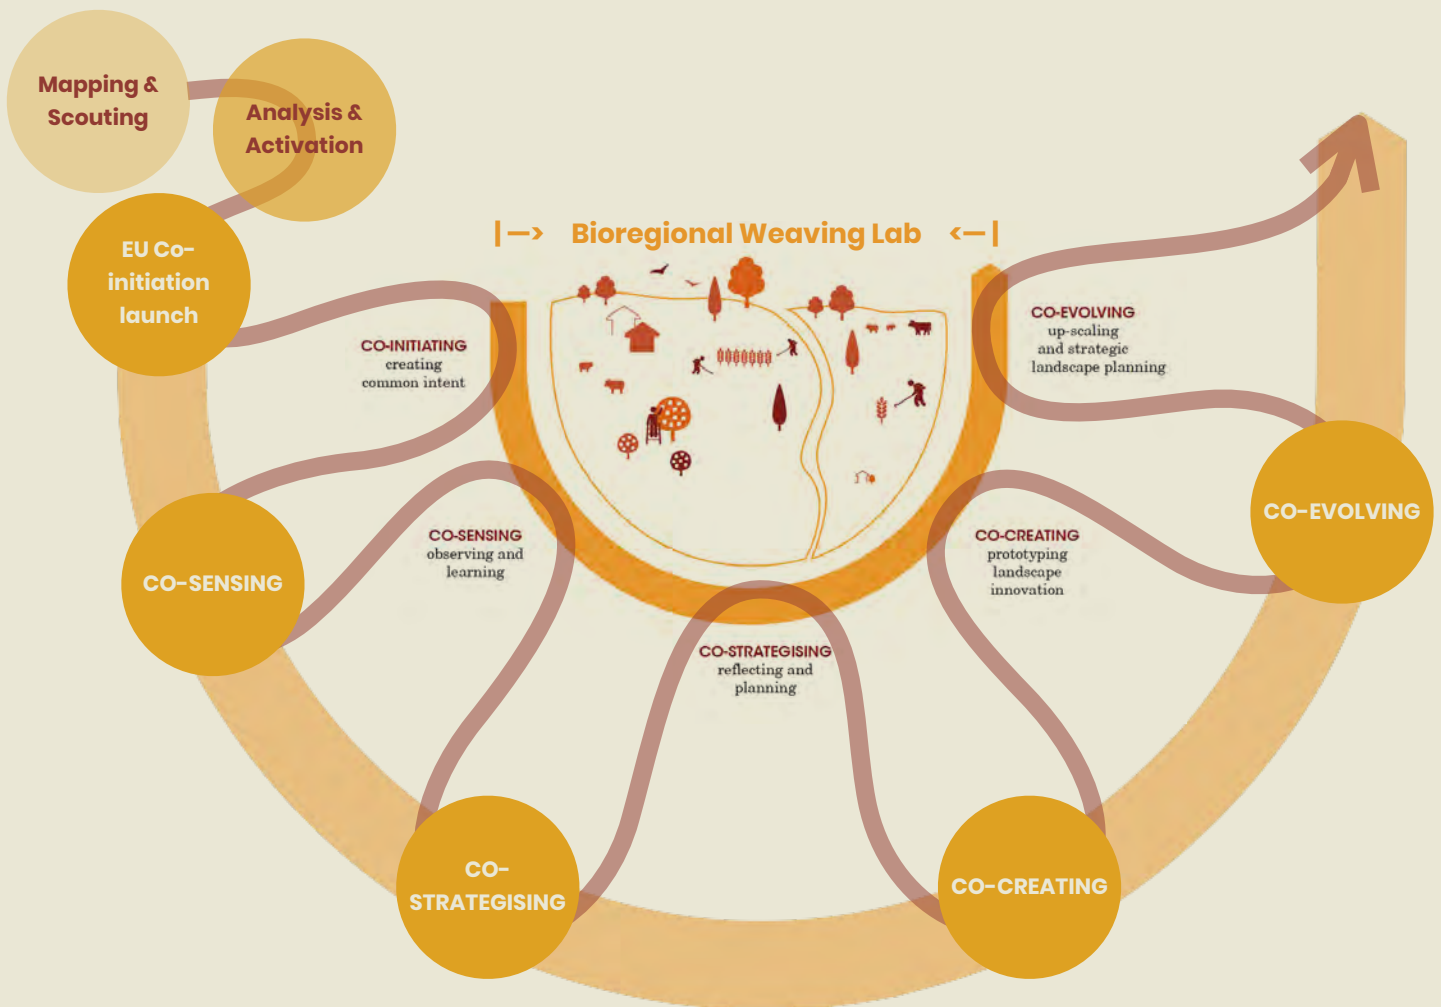 Mapping &
Scouting
Analysis &
Activation
EU Co-
initiation
launch
|—> Bioregional Weaving Lab <—|
CO-INITIATING
creating
common intent
CO-EVOLVING
up-scaling
and strategic
landscape planning
CO-SENSING
CO-SENSING
observing and
learning
CO-STRATEGISING
reflecting and
planning
CO-CREATING
prototyping
landscape
innovation
CO-EVOLVING
CO-
STRATEGISING
CO-CREATING